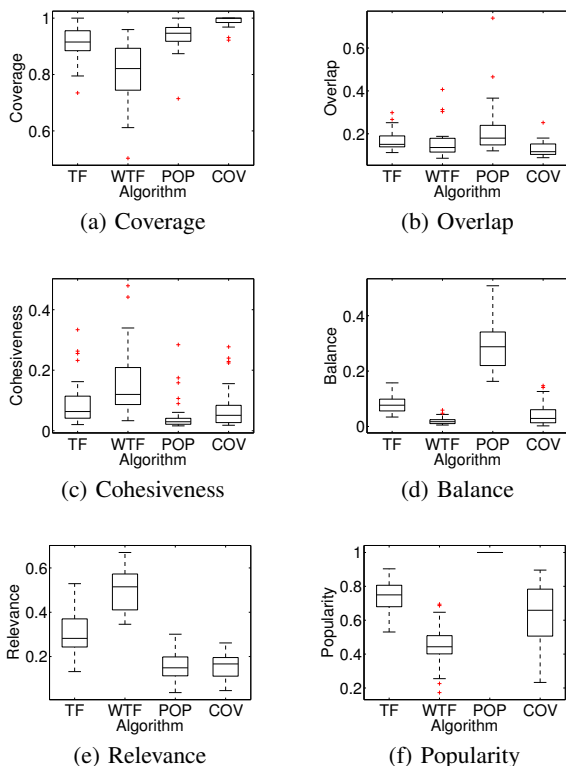 1
0.8
0.6
Coverage
TF WTF POP COV
Algorithm
(a) Coverage
0.6
0.4
0.2
Overlap
TF WTF POP COV
Algorithm
(b) Overlap
0.4
0.2
0
Cohesiveness
TF WTF POP COV
Algorithm
(c) Cohesiveness
0.4
0.2
0
Balance
TF WTF POP COV
Algorithm
(d) Balance
0.6
0.4
0.2
Relevance
TF WTF POP COV
Algorithm
(e) Relevance
1
0.8
0.6
0.4
0.2
Popularity
TF WTF POP COV
Algorithm
(f) Popularity